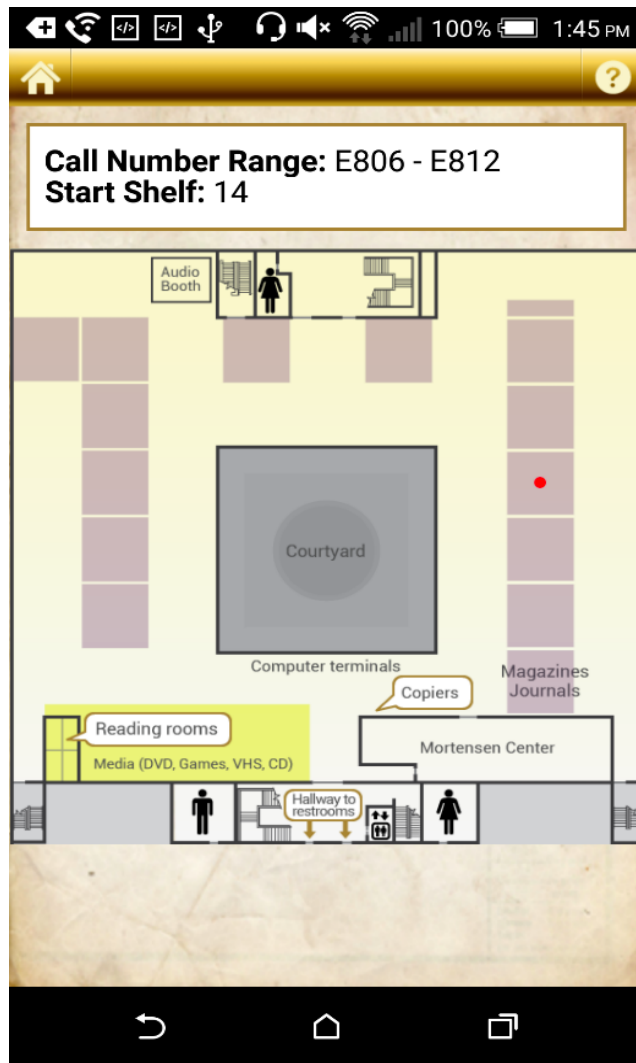 100% 1:45 PM
?
Call Number Range: E806 - E812
Start Shelf: 14
Audio
Booth
Courtyard
Computer terminals
Magazines
Journals
Copiers
Reading rooms
Mortensen Center
Media (DVD, Games, VHS, CD)
Hallway to
restrooms